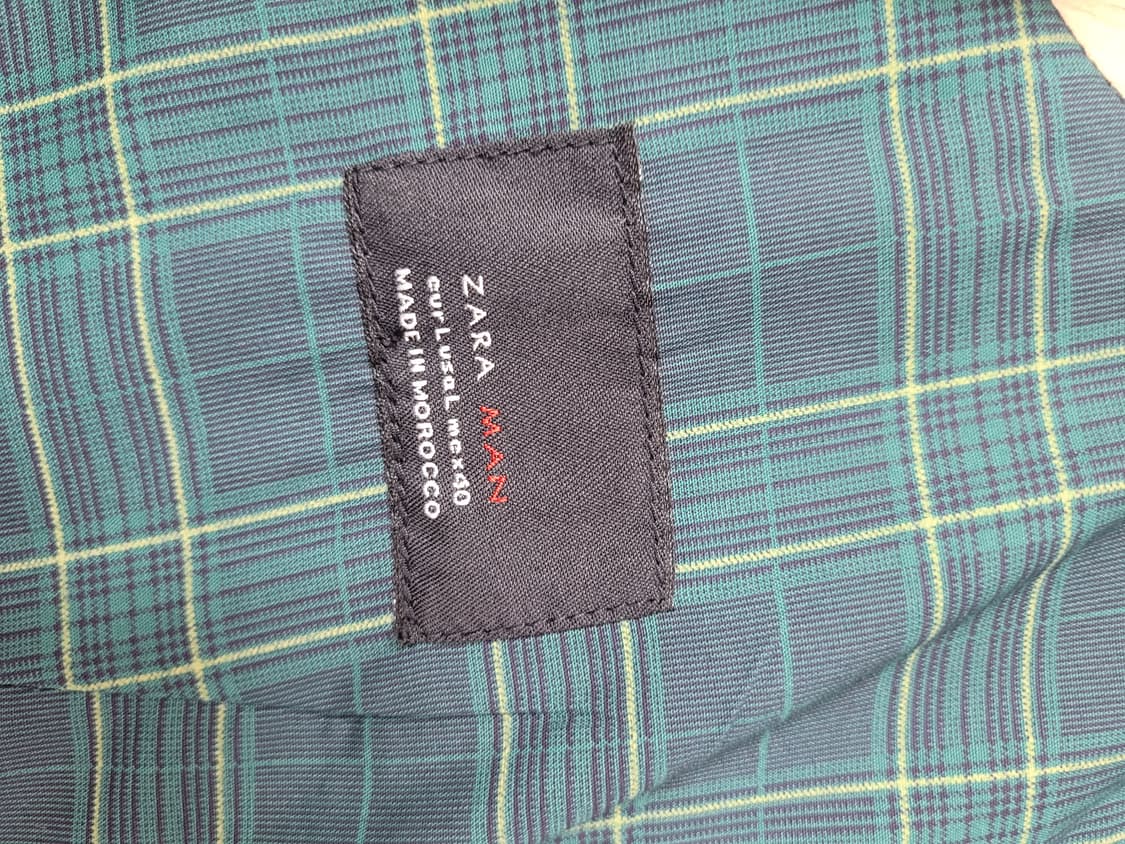 ZARA MAN
eur L usa L mex 40
MADE IN MOROCCO